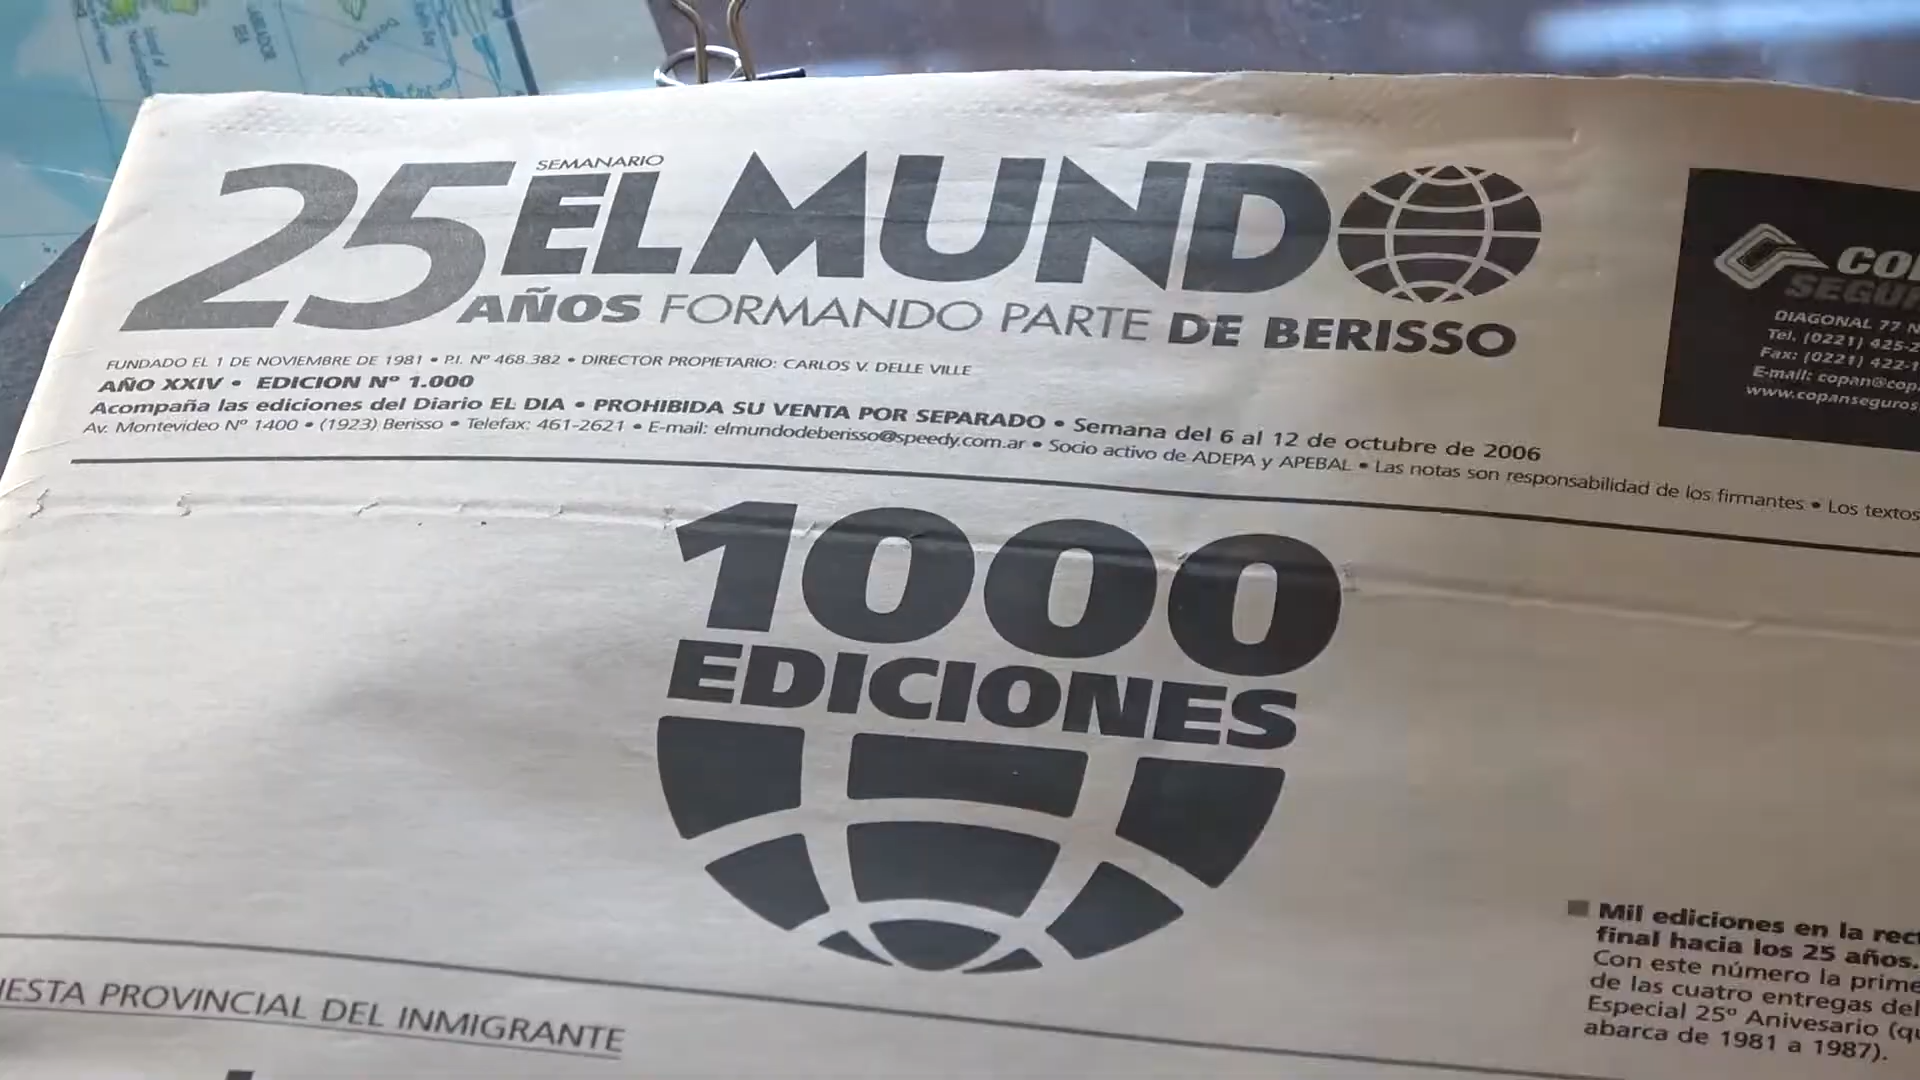 SEMANARIO
25 EL MUNDO
AÑOS FORMANDO PARTE DE BERISSO
FUNDADO EL 1 DE NOVIEMBRE DE 1981 • P.I. Nº 468.382 • DIRECTOR PROPIETARIO: CARLOS V. DELLE VILLE
AÑO XXIV • EDICION Nº 1.000
Acompaña las ediciones del Diario EL DIA • PROHIBIDA SU VENTA POR SEPARADO • Semana del 6 al 12 de octubre de 2006
Av. Montevideo Nº 1400 • (1923) Berisso • Telefax: 461-2621 • E-mail: elmundodeberisso@speedy.com.ar • Socio activo de ADEPA y APEBAL • Las notas son responsabilidad de los firmantes • Los textos
DIAGONAL 77 N
Tel. (0221) 425-2
Fax: (0221) 422-1
E-mail: copan@cop
www.copanseguros
1000
EDICIONES
Mil ediciones en la rect
final hacia los 25 años.
Con este número la prime
de las cuatro entregas del
Especial 25º Anivesario (qu
abarca de 1981 a 1987).
IESTA PROVINCIAL DEL INMIGRANTE